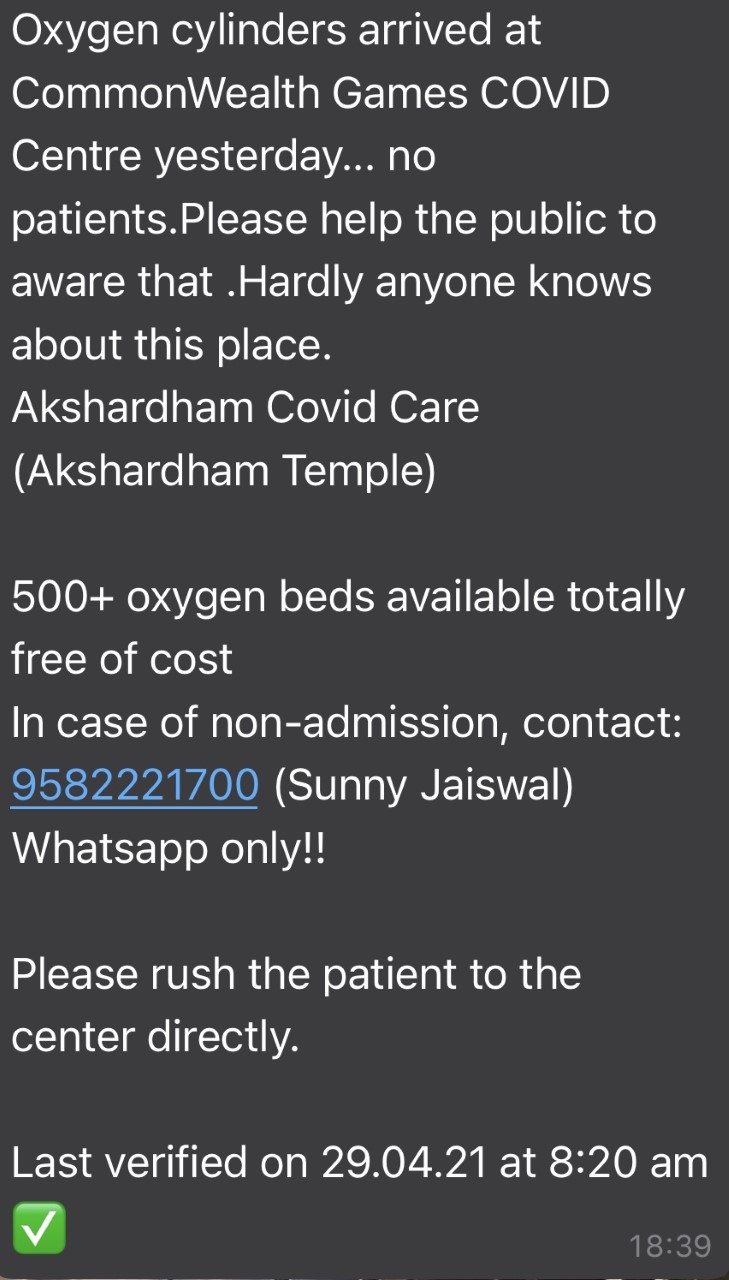 Oxygen cylinders arrived at
CommonWealth Games COVID
Centre yesterday... no
patients.Please help the public to
aware that .Hardly anyone knows
about this place.
Akshardham Covid Care
(Akshardham Temple)
500+ oxygen beds available totally
free of cost
In case of non-admission, contact:
9582221700 (Sunny Jaiswal)
Whatsapp only!!
Please rush the patient to the
center directly.
Last verified on 29.04.21 at 8:20 am
✅
18:39